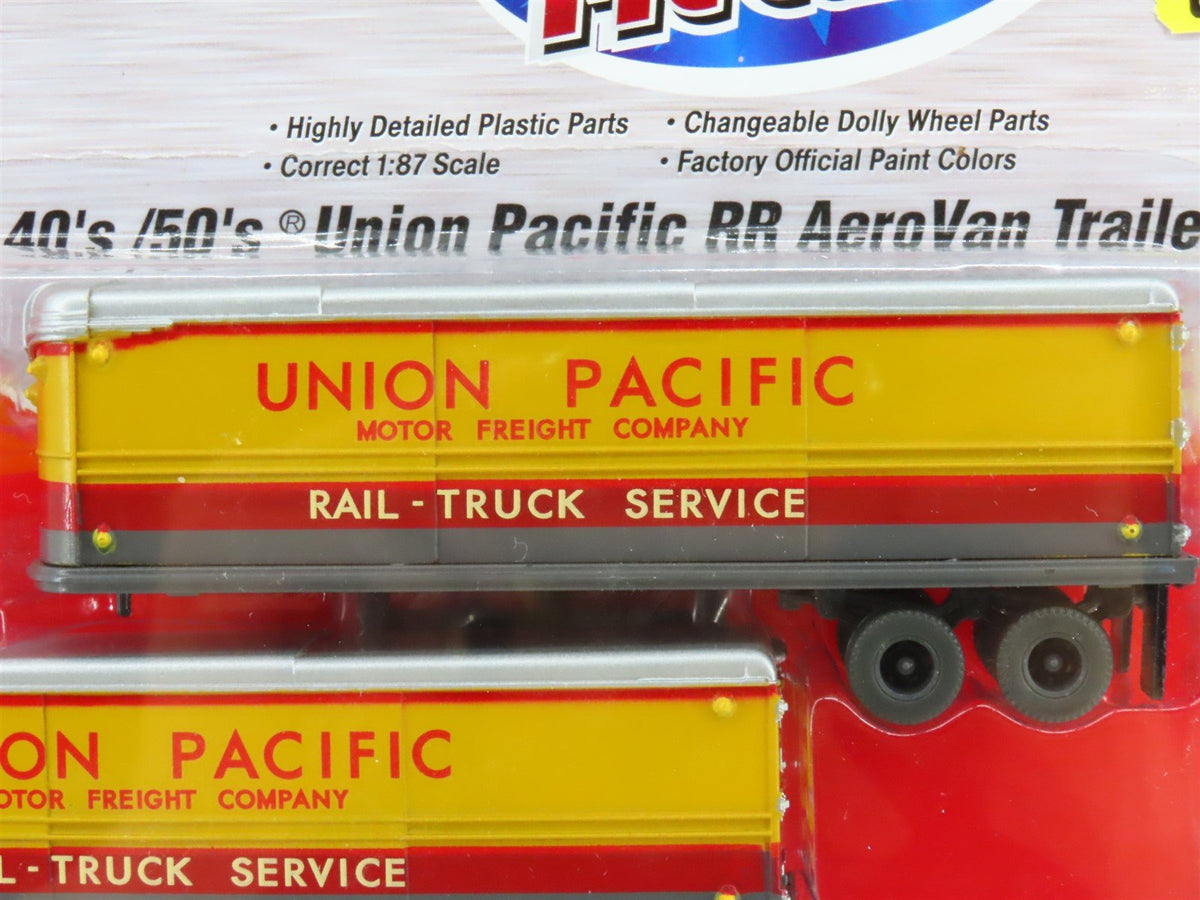 • Highly Detailed Plastic Parts • Changeable Dolly Wheel Parts
• Correct 1:87 Scale • Factory Official Paint Colors
40's /50's ® Union Pacific RR AeroVan Traile
UNION PACIFIC
MOTOR FREIGHT COMPANY
RAIL - TRUCK SERVICE
ON PACIFIC
OTOR FREIGHT COMPANY
L - TRUCK SERVICE